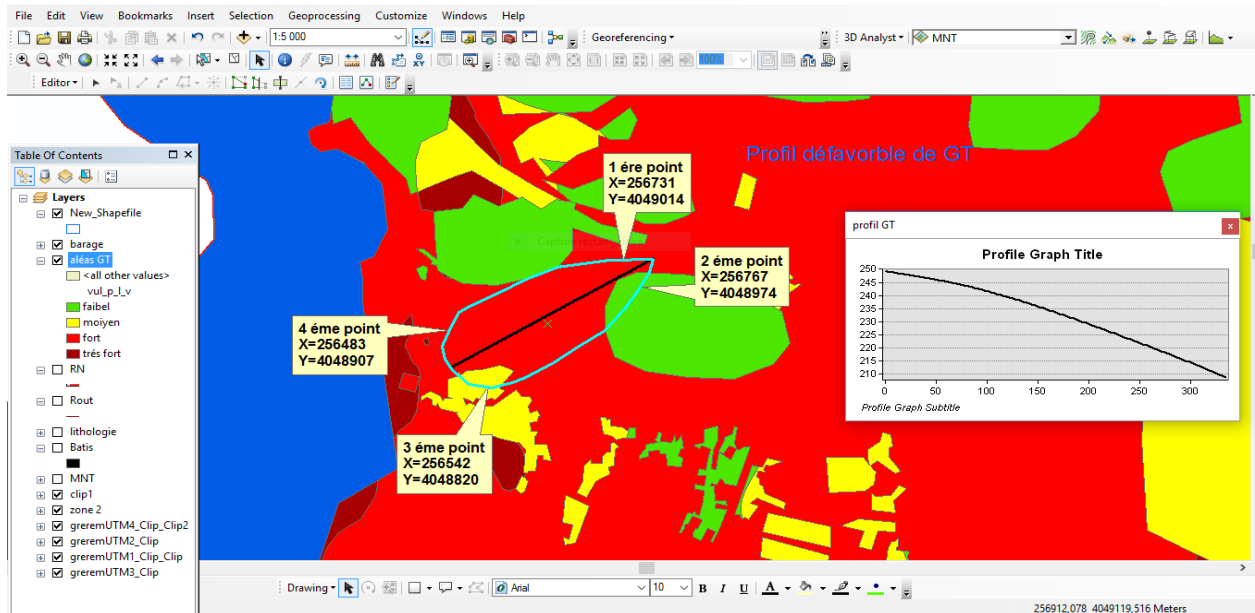 File Edit View Bookmarks Insert Selection Geoprocessing Customize Windows Help
1:5 000 Georeferencing 3D Analyst MNT
100%
Editor
Table Of Contents
Layers
New_Shapefile
barage
aléas GT
<all other values>
vul_p_l_v
faibel
moiyen
fort
trés fort
RN
Rout
lithologie
Batis
MNT
clip1
zone 2
greremUTM4_Clip_Clip2
greremUTM2_Clip
greremUTM1_Clip_Clip
greremUTM3_Clip
Profil défavorble de GT
1 ére point
X=256731
Y=4049014
Capture rectang
2 éme point
X=256767
Y=4048974
4 éme point
X=256483
Y=4048907
3 éme point
X=256542
Y=4048820
profil GT
Profile Graph Title
250
245
240
235
230
225
220
215
210
0 50 100 150 200 250 300
Profile Graph Subtitle
Drawing Arial 10 B I U A
256912,078 4049119,516 Meters